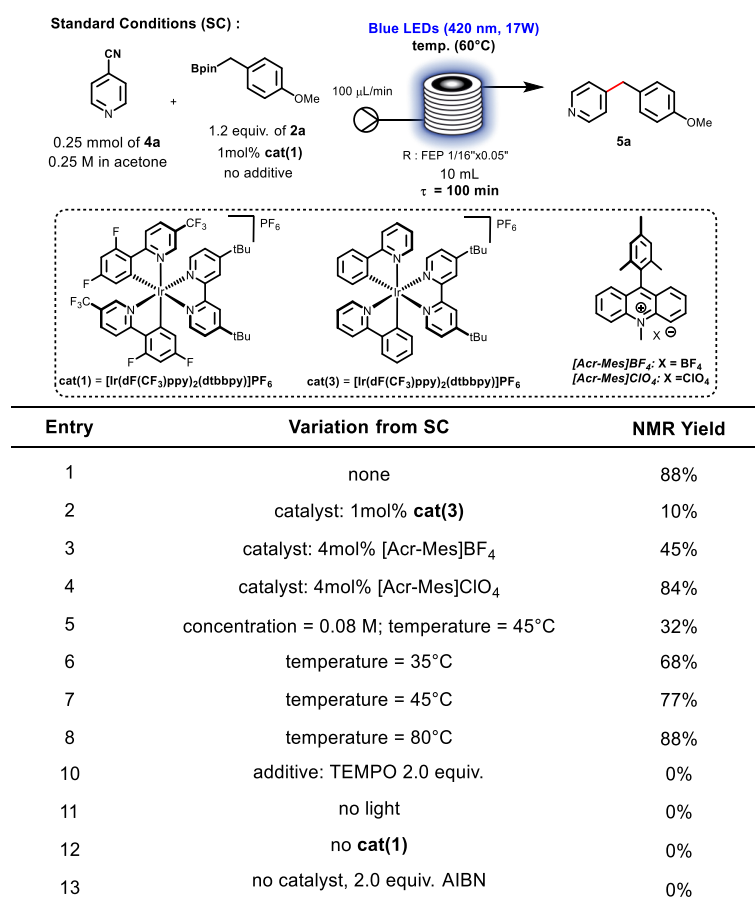 Standard Conditions (SC) :
CN
N
0.25 mmol of 4a
0.25 M in acetone
+
Bpin
OMe
1.2 equiv. of 2a
1mol% cat(1)
no additive
Blue LEDs (420 nm, 17W)
temp. (60°C)
100 µL/min
R : FEP 1/16"x0.05"
10 mL
τ = 100 min
N
OMe
5a
F
F
CF3
N
Ir
N
N
F3C
N
F
F
tBu
tBu
PF6
cat(1) = [Ir(dF(CF3)ppy)2(dtbbpy)]PF6
N
Ir
N
N
N
tBu
tBu
PF6
cat(3) = [Ir(dF(CF3)ppy)2(dtbbpy)]PF6
N
+
X ⊖
[Acr-Mes]BF4: X = BF4
[Acr-Mes]ClO4: X =ClO4
Entry Variation from SC NMR Yield
1 none 88%
2 catalyst: 1mol% cat(3) 10%
3 catalyst: 4mol% [Acr-Mes]BF4 45%
4 catalyst: 4mol% [Acr-Mes]ClO4 84%
5 concentration = 0.08 M; temperature = 45°C 32%
6 temperature = 35°C 68%
7 temperature = 45°C 77%
8 temperature = 80°C 88%
10 additive: TEMPO 2.0 equiv. 0%
11 no light 0%
12 no cat(1) 0%
13 no catalyst, 2.0 equiv. AIBN 0%